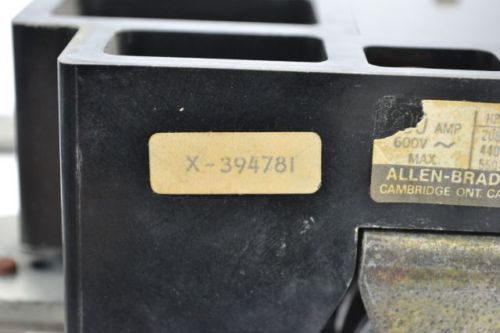 X-394781
AMP
600V ~
MAX
ALLEN-BRAD
CAMBRIDGE ONT. CA
440